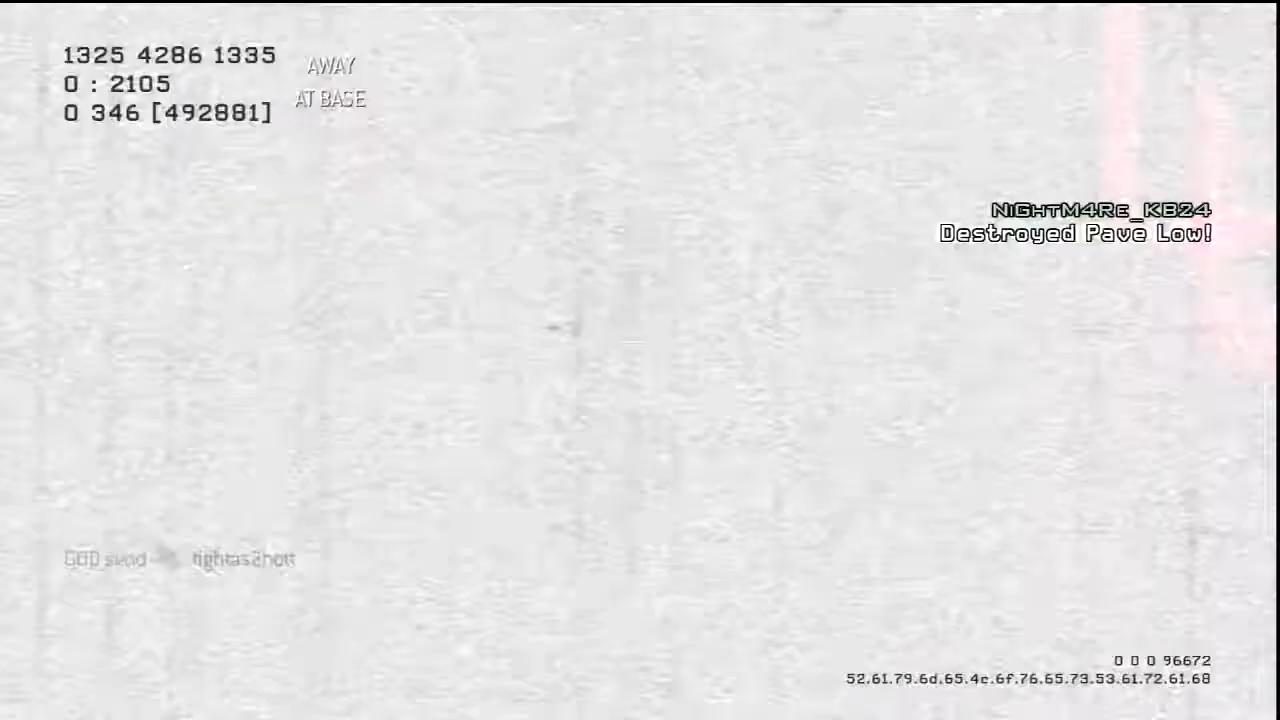 1325 4286 1335
0 : 2105
0 346 [492881]
AWAY
AT BASE
NiGHTM4Re_KB24
Destroyed Pave Low!
0 0 0 96672
52.61.79.6d.65.4c.6f.76.65.73.53.61.72.61.68